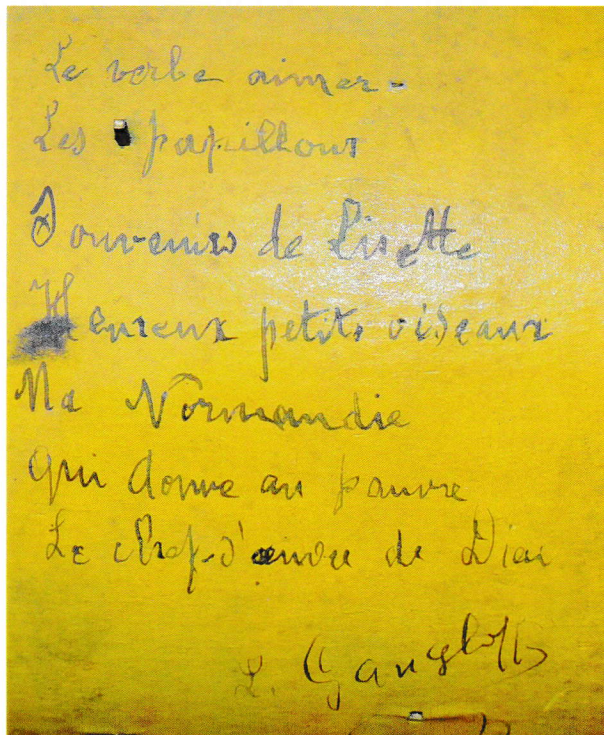 Le verbe aimer -
Les papillons
Souvenirs de Lisette
Heureux petits oiseaux
Ma Normandie
Qui donne au pauvre
Le chef-d'œuvre de Dieu
L. Gangloff